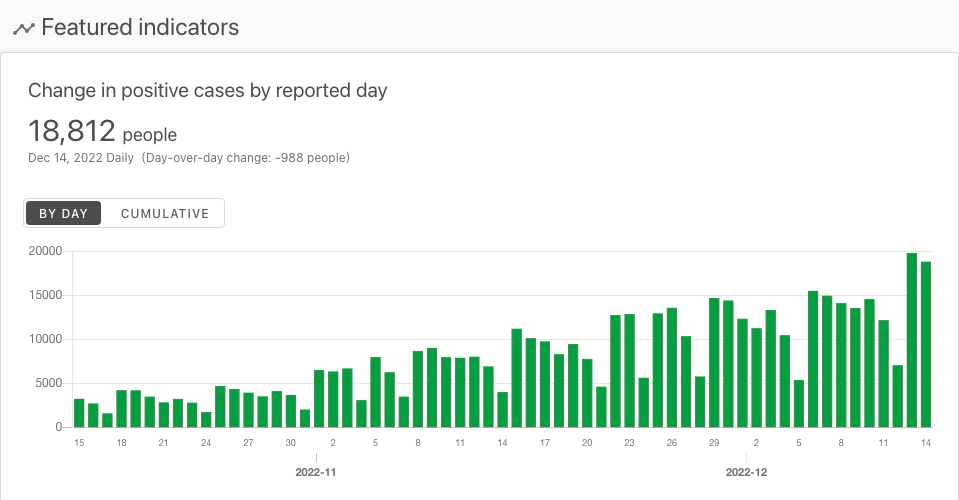 Featured indicators
Change in positive cases by reported day
18,812 people
Dec 14, 2022 Daily (Day-over-day change: -988 people)
BY DAY CUMULATIVE
20000
15000
10000
5000
0
15 18 21 24 27 30 2 5 8 11 14 17 20 23 26 29 2 5 8 11 14
2022-11 2022-12